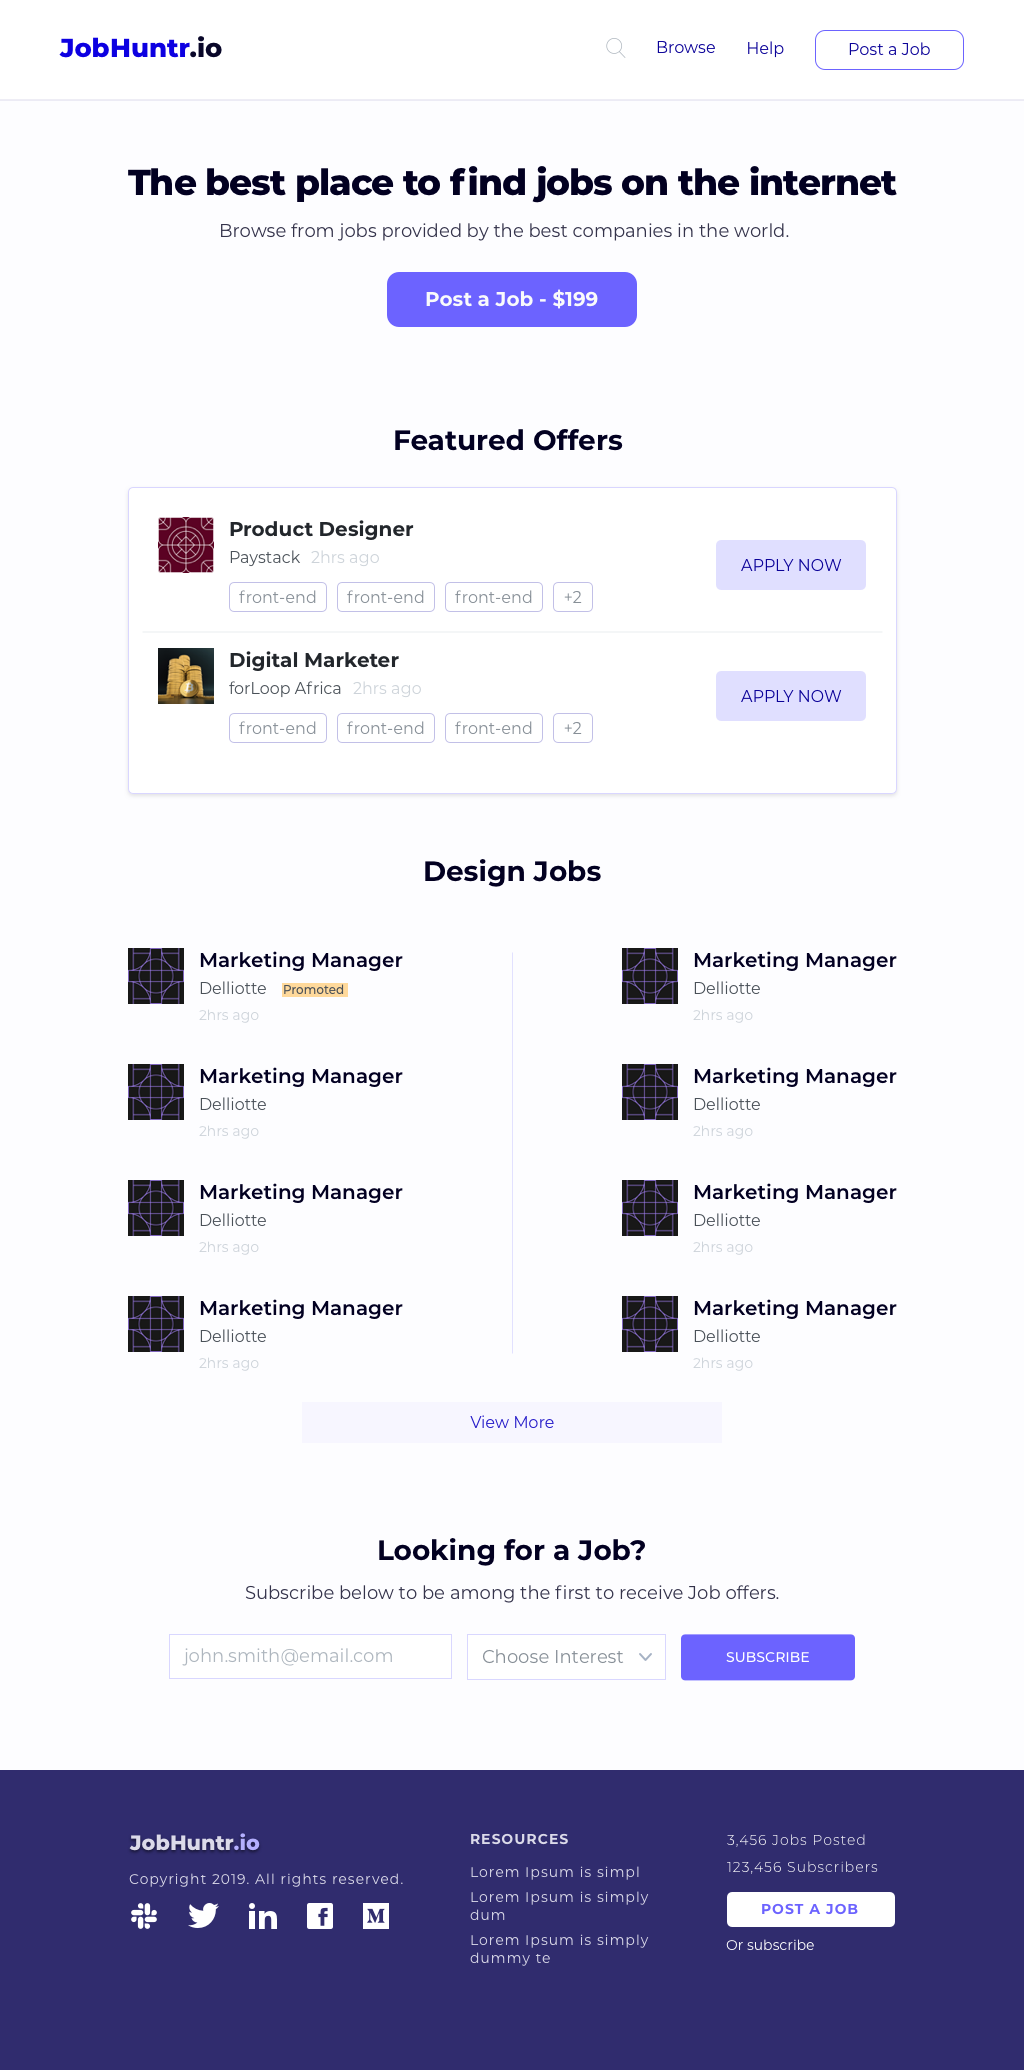 JobHuntr.io
Browse
Help
Post a Job
The best place to find jobs on the internet
Browse from jobs provided by the best companies in the world.
Post a Job - $199
Featured Offers
Product Designer
Paystack 2hrs ago
front-end front-end front-end +2
APPLY NOW
Digital Marketer
forLoop Africa 2hrs ago
front-end front-end front-end +2
APPLY NOW
Design Jobs
Marketing Manager
Delliotte Promoted
2hrs ago
Marketing Manager
Delliotte
2hrs ago
Marketing Manager
Delliotte
2hrs ago
Marketing Manager
Delliotte
2hrs ago
Marketing Manager
Delliotte
2hrs ago
Marketing Manager
Delliotte
2hrs ago
Marketing Manager
Delliotte
2hrs ago
Marketing Manager
Delliotte
2hrs ago
View More
Looking for a Job?
Subscribe below to be among the first to receive Job offers.
john.smith@email.com
Choose Interest
SUBSCRIBE
JobHuntr.io
Copyright 2019. All rights reserved.
RESOURCES
Lorem Ipsum is simpl
Lorem Ipsum is simply
dum
Lorem Ipsum is simply
dummy te
3,456 Jobs Posted
123,456 Subscribers
POST A JOB
Or subscribe